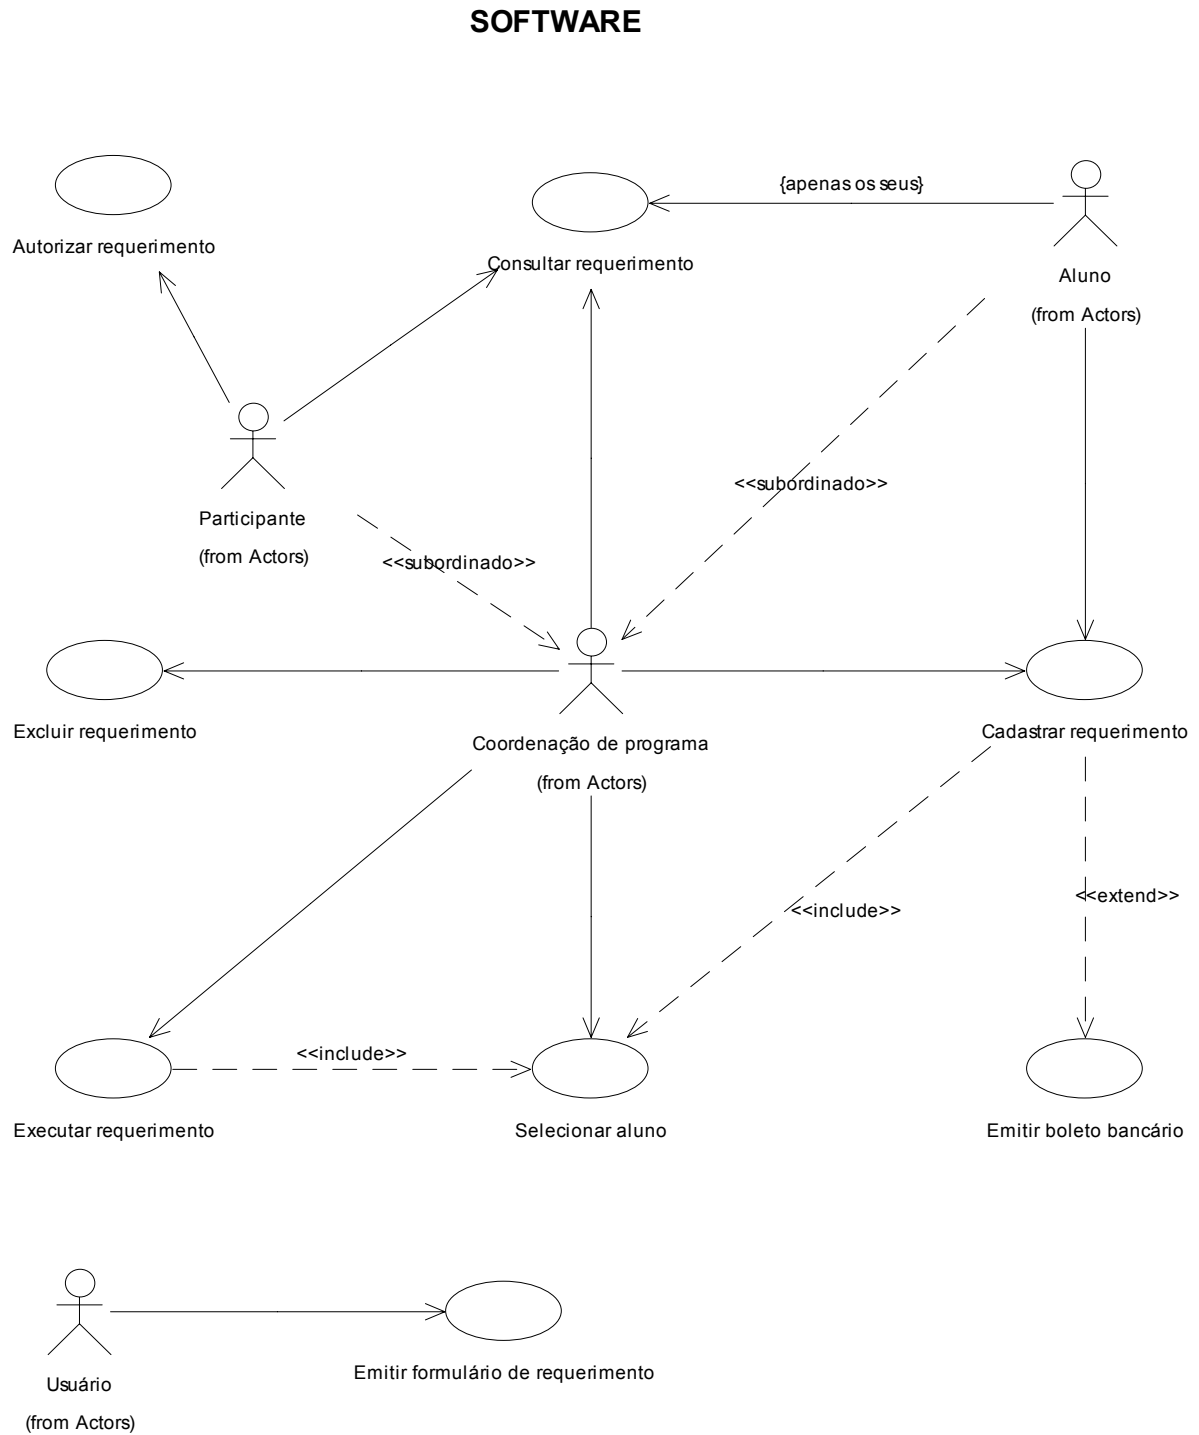 SOFTWARE
{apenas os seus}
Autorizar requerimento
Consultar requerimento
Aluno
(from Actors)
<<subordinado>>
Participante
(from Actors)
<<subordinado>>
Excluir requerimento
Coordenação de programa
(from Actors)
Cadastrar requerimento
<<include>>
<<extend>>
<<include>>
Executar requerimento
Selecionar aluno
Emitir boleto bancário
Usuário
(from Actors)
Emitir formulário de requerimento